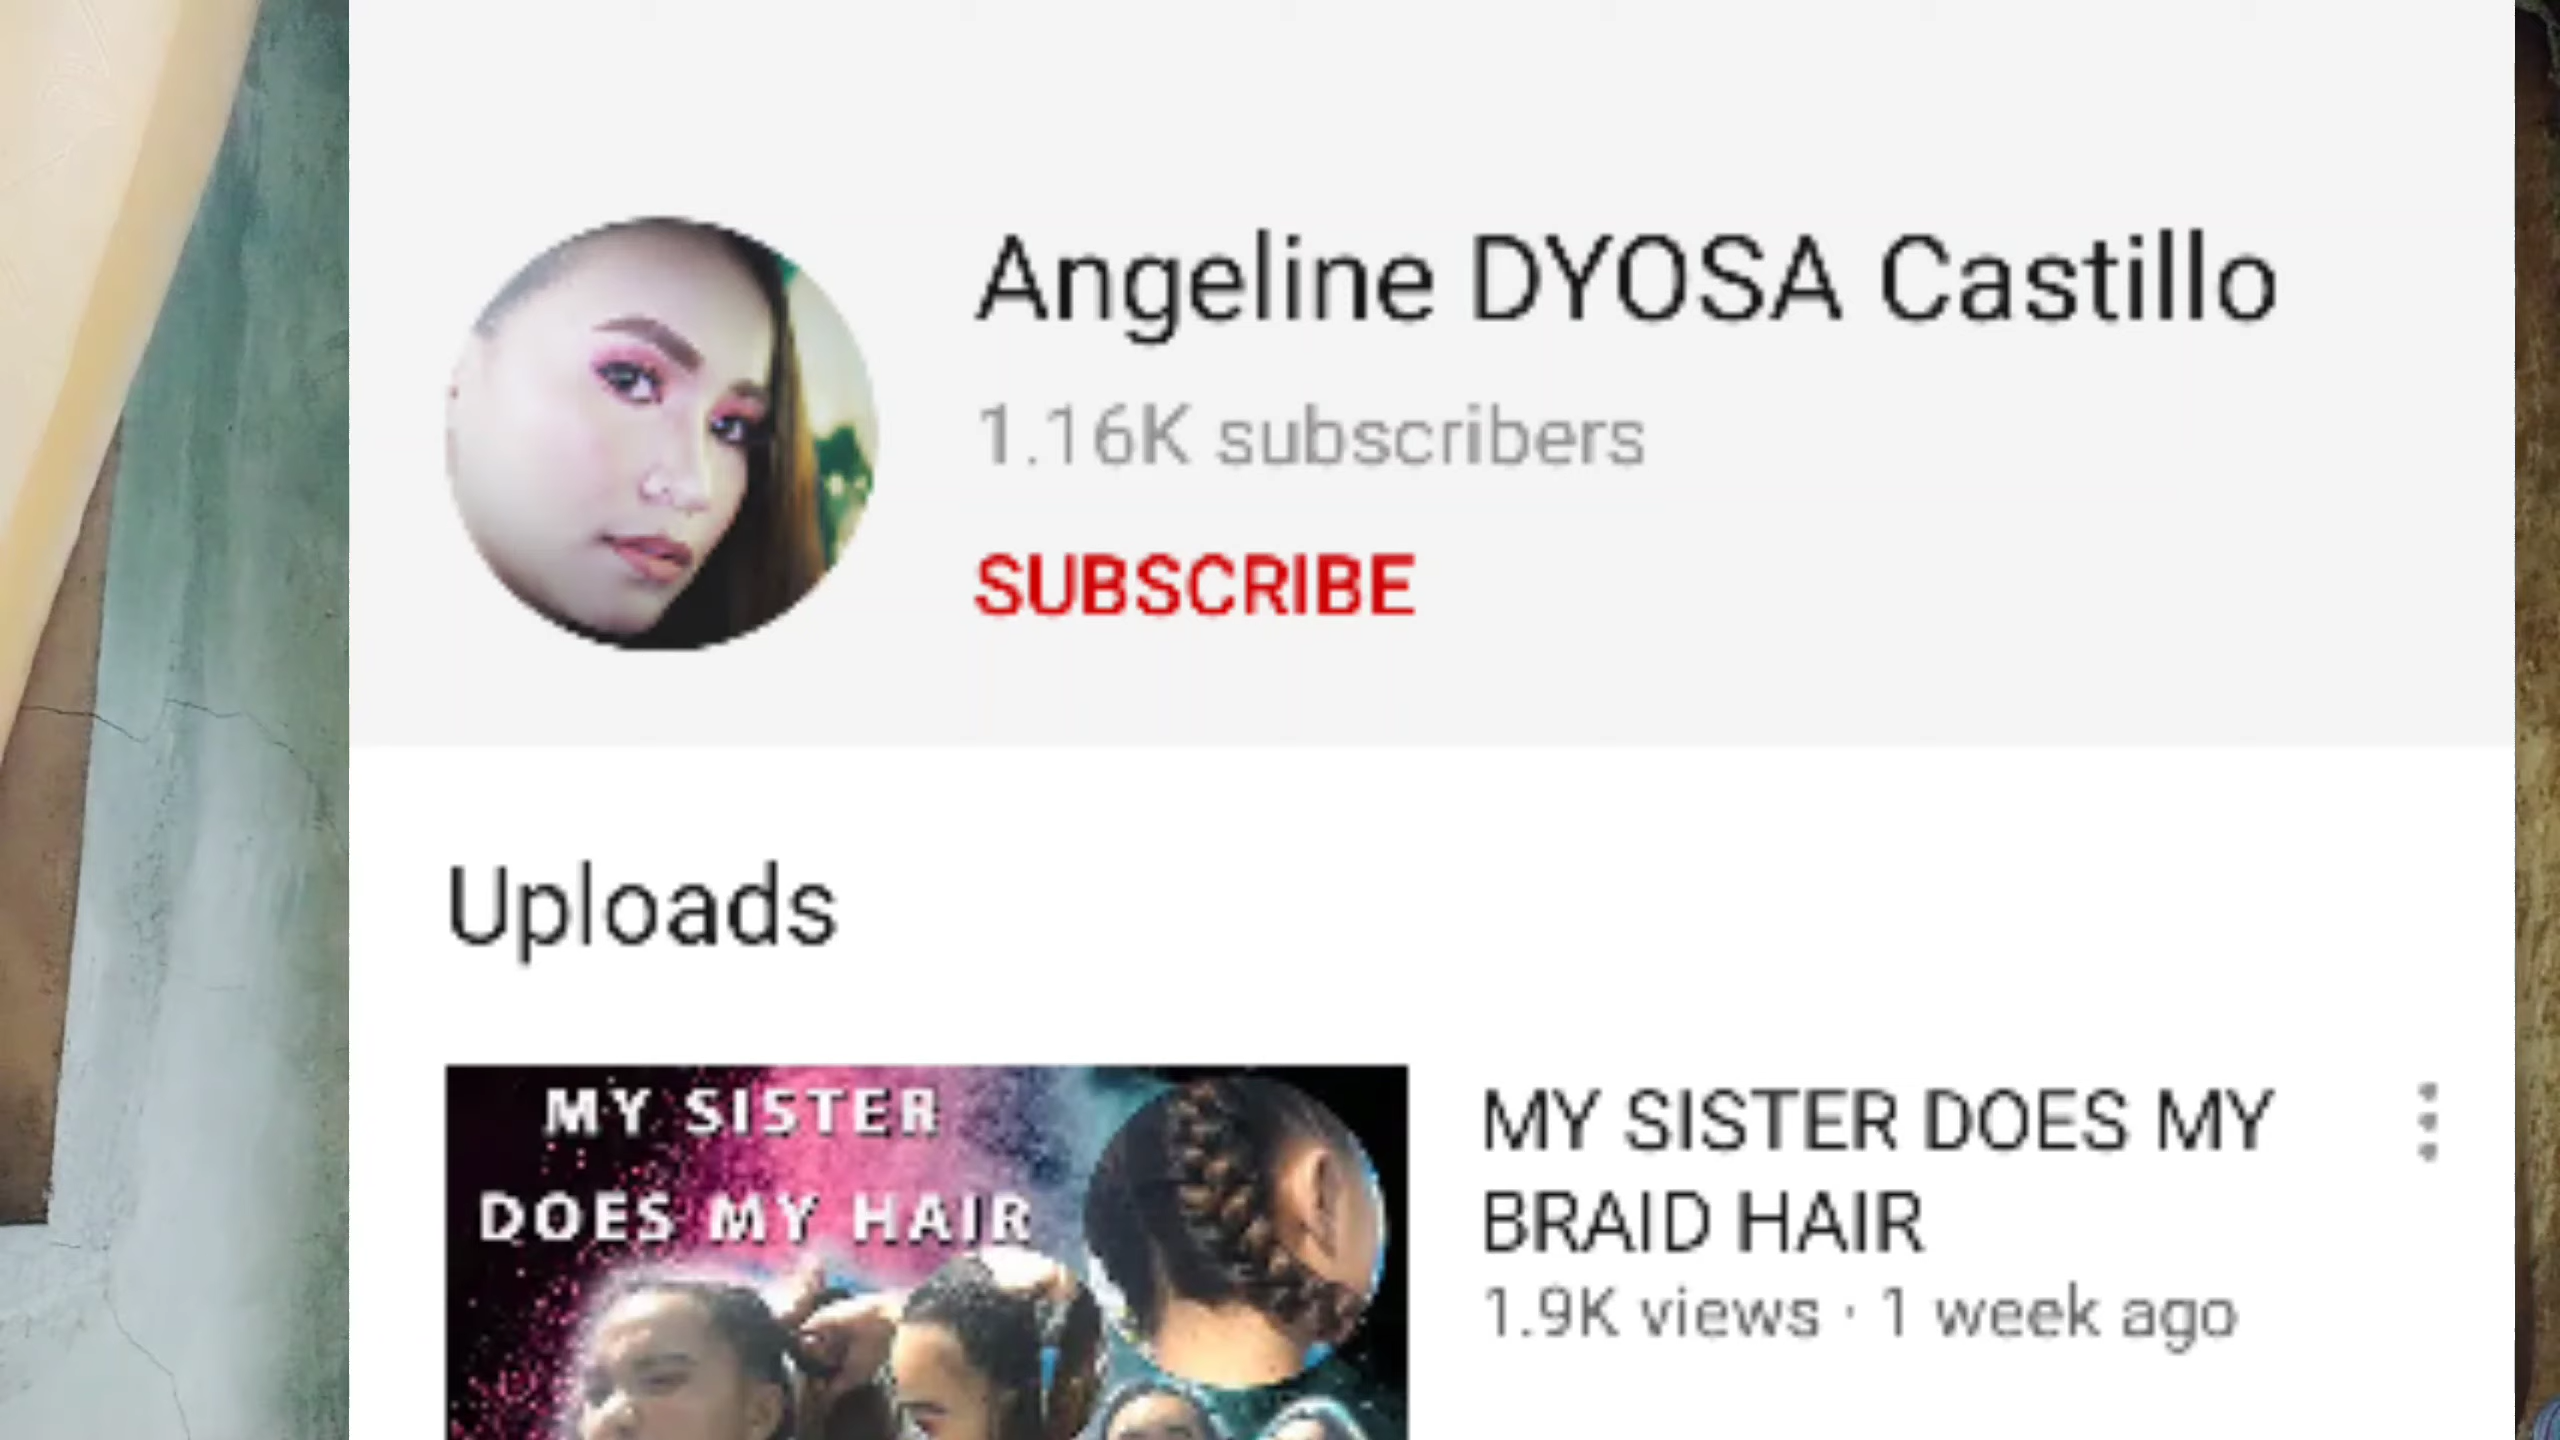 Angeline DYOSA Castillo
1.16K subscribers
SUBSCRIBE
Uploads
MY SISTER
DOES MY HAIR
MY SISTER DOES MY
BRAID HAIR
1.9K views · 1 week ago